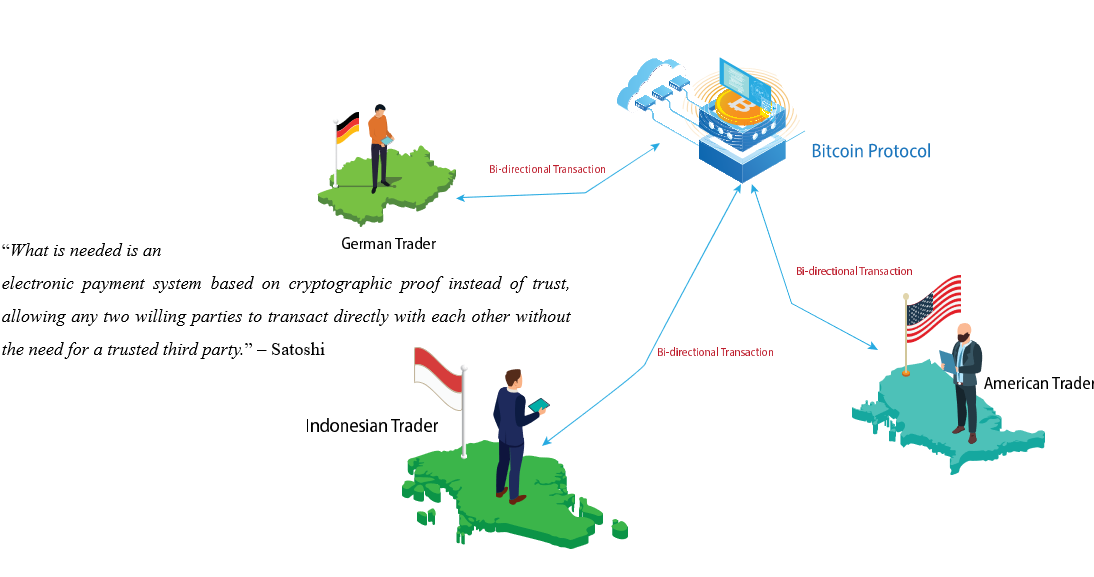 Bitcoin Protocol
Bi-directional Transaction
German Trader
“What is needed is an
electronic payment system based on cryptographic proof instead of trust,
allowing any two willing parties to transact directly with each other without
the need for a trusted third party.” – Satoshi
Bi-directional Transaction
Bi-directional Transaction
American Trader
Indonesian Trader